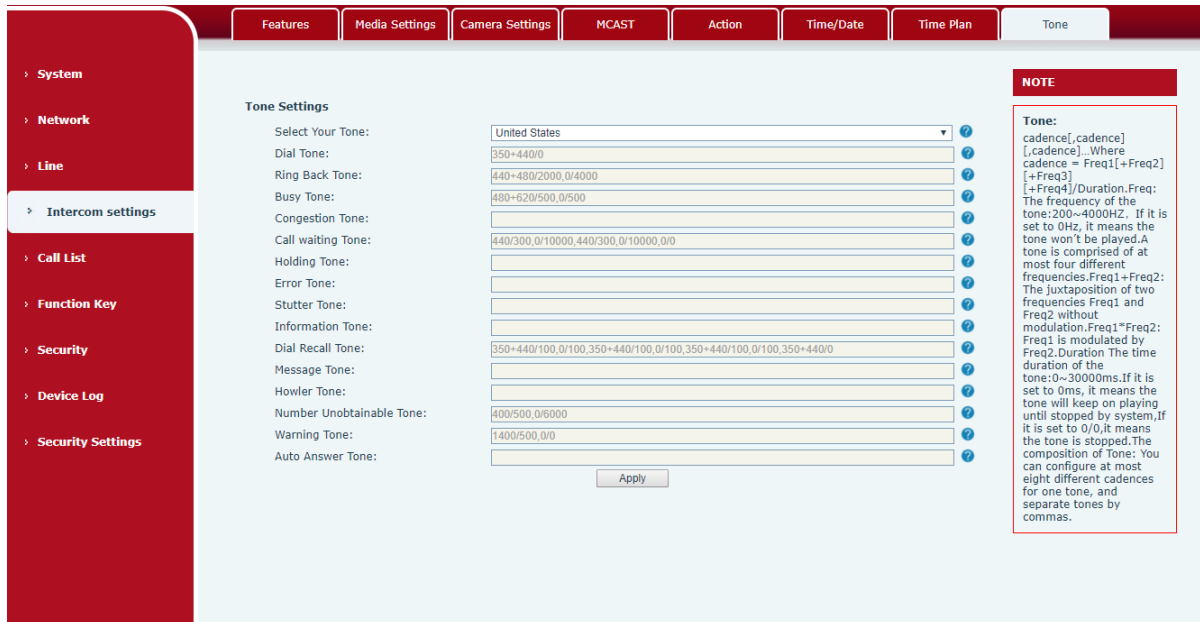 Features
Media Settings
Camera Settings
MCAST
Action
Time/Date
Time Plan
Tone
› System
› Network
› Line
› Intercom settings
› Call List
› Function Key
› Security
› Device Log
› Security Settings
Tone Settings
Select Your Tone: United States
Dial Tone: 350+440/0
Ring Back Tone: 440+480/2000,0/4000
Busy Tone: 480+620/500,0/500
Congestion Tone:
Call waiting Tone: 440/300,0/10000,440/300,0/10000,0/0
Holding Tone:
Error Tone:
Stutter Tone:
Information Tone:
Dial Recall Tone: 350+440/100,0/100,350+440/100,0/100,350+440/100,0/100,350+440/0
Message Tone:
Howler Tone:
Number Unobtainable Tone: 400/500,0/6000
Warning Tone: 1400/500,0/0
Auto Answer Tone:
Apply
NOTE
Tone:
cadence[,cadence]
[,cadence]...Where
cadence = Freq1[+Freq2]
[+Freq3]
[+Freq4]/Duration.Freq:
The frequency of the
tone:200~4000HZ, If it is
set to 0Hz, it means the
tone won't be played.A
tone is comprised of at
most four different
frequencies.Freq1+Freq2:
The juxtaposition of two
frequencies Freq1 and
Freq2 without
modulation.Freq1*Freq2:
Freq1 is modulated by
Freq2.Duration The time
duration of the
tone:0~30000ms.If it is
set to 0ms, it means the
tone will keep on playing
until stopped by system,If
it is set to 0/0,it means
the tone is stopped.The
composition of Tone: You
can configure at most
eight different cadences
for one tone, and
separate tones by
commas.